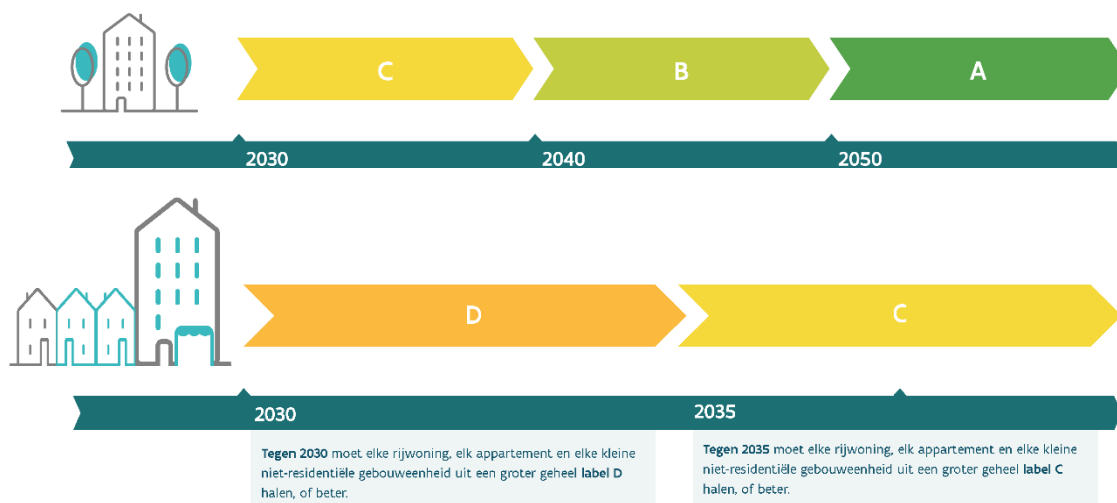 C
B
A
2030
2040
2050
D
C
2030
2035
Tegen 2030 moet elke rijwoning, elk appartement en elke kleine
niet-residentiële gebouweenheid uit een groter geheel label D
halen, of beter.
Tegen 2035 moet elke rijwoning, elk appartement en elke kleine
niet-residentiële gebouweenheid uit een groter geheel label C
halen, of beter.